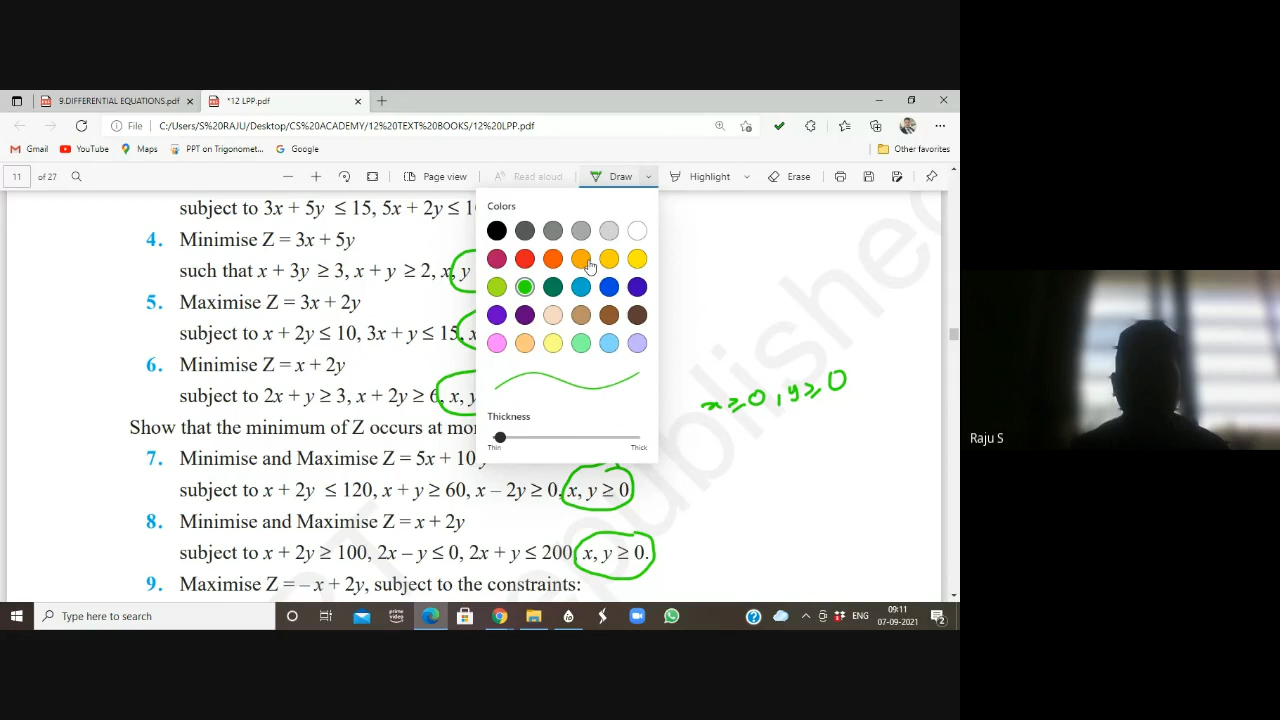 9.DIFFERENTIAL EQUATIONS.pdf
*12 LPP.pdf
File
C:/Users/S%20RAJU/Desktop/CS%20ACADEMY/12%20TEXT%20BOOKS/12%20LPP.pdf
Gmail YouTube Maps PPT on Trigonomet... Google Other favorites
11 of 27 Page view Read aloud Draw Highlight Erase
subject to 3x + 5y ≤ 15, 5x + 2y ≤
4. Minimise Z = 3x + 5y
such that x + 3y ≥ 3, x + y ≥ 2, x, y
5. Maximise Z = 3x + 2y
subject to x + 2y ≤ 10, 3x + y ≤ 15,
6. Minimise Z = x + 2y
subject to 2x + y ≥ 3, x + 2y ≥ 6, x, y
Show that the minimum of Z occurs at
7. Minimise and Maximise Z = 5x + 10
subject to x + 2y ≤ 120, x + y ≥ 60, x – 2y ≥ 0, x, y ≥ 0
8. Minimise and Maximise Z = x + 2y
subject to x + 2y ≥ 100, 2x – y ≤ 0, 2x + y ≤ 200, x, y ≥ 0.
9. Maximise Z = – x + 2y, subject to the constraints:
Colors
Thickness
Thin Thick
x ≥ 0, y ≥ 0
Raju S
Type here to search
prime video
ENG
09:11
07-09-2021
2